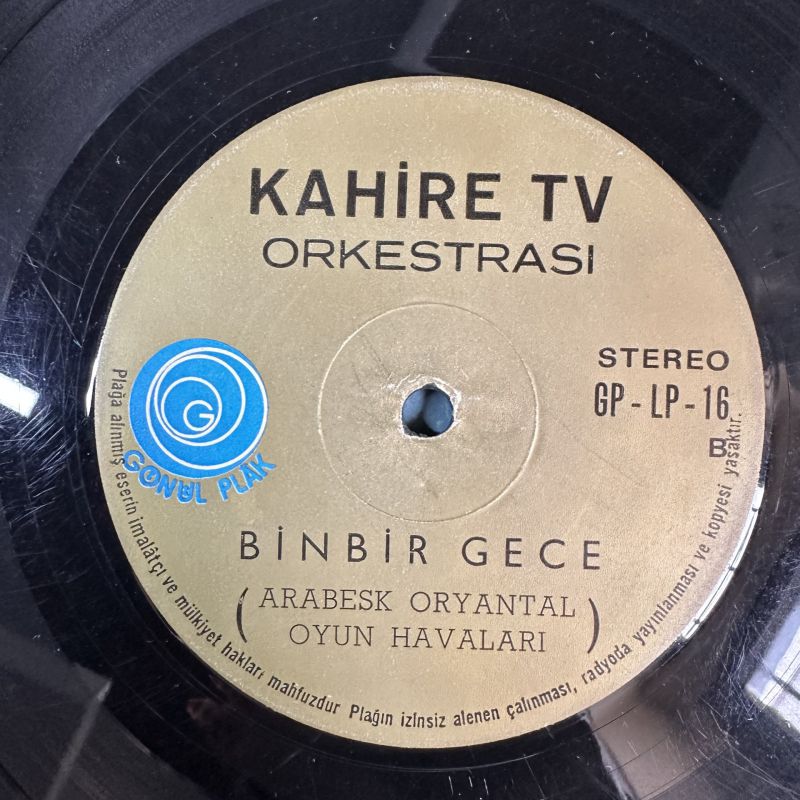 KAHİRE TV
ORKESTRASI
STEREO
GP - LP - 16
B
G
GÖNÜL PLAK
BİNBİR GECE
(ARABESK ORYANTAL
OYUN HAVALARI)
Plağa alınmış eserin imalâtçı ve mülkiyet hakları mahfuzdur Plağın izinsiz alenen çalınması, radyoda yayınlanması ve kopyesi yasaktır.